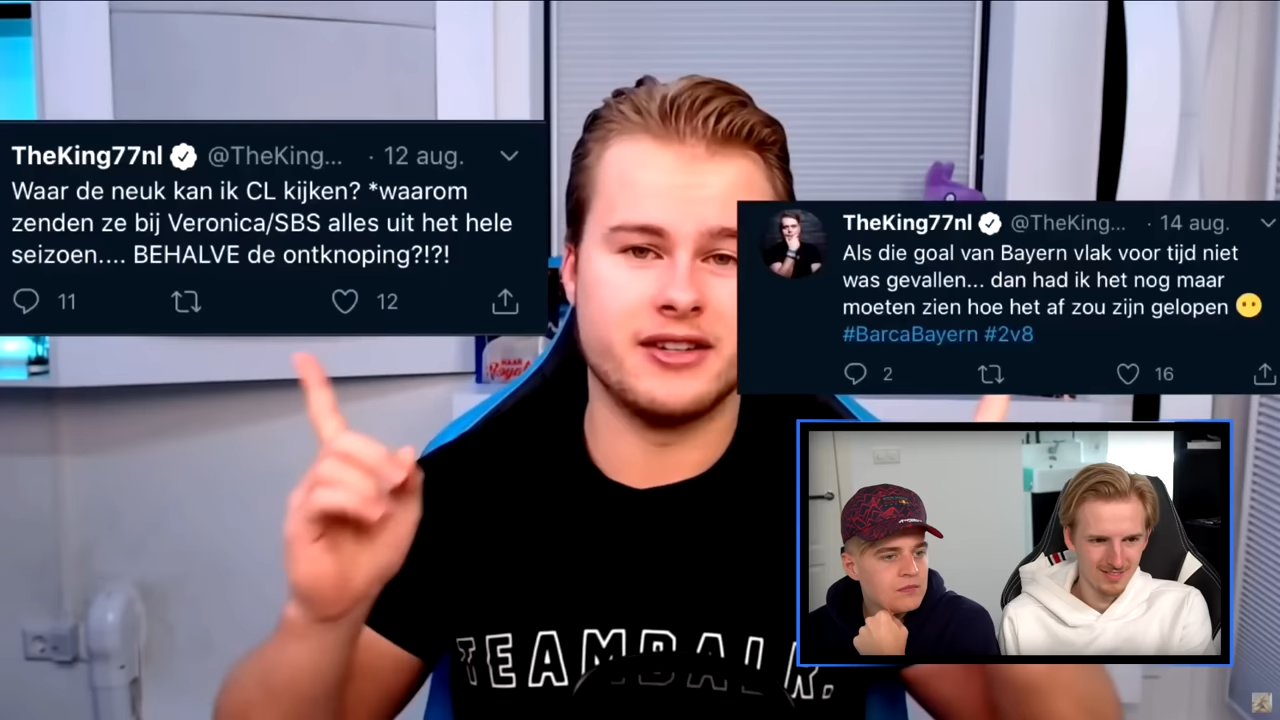 TheKing77nl @TheKing... · 12 aug.
Waar de neuk kan ik CL kijken? *waarom
zenden ze bij Veronica/SBS alles uit het hele
seizoen.... BEHALVE de ontknoping?!?!
11 12
TheKing77nl @TheKing... · 14 aug.
Als die goal van Bayern vlak voor tijd niet
was gevallen... dan had ik het nog maar
moeten zien hoe het af zou zijn gelopen 😶
#BarcaBayern #2v8
2 16
TEAMBALR.